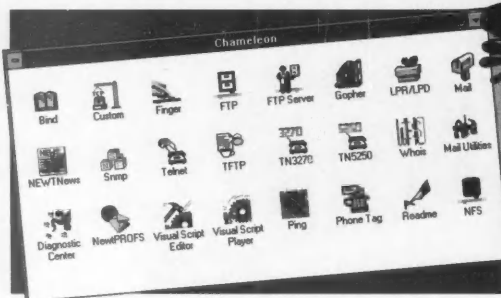 Chameleon
Bind Custom Finger FTP FTP Server Gopher LPR/LPD Mail
NEWTNews Snmp Telnet TFTP 3270 TN3270 TN5250 Whois Mail Utilities
Diagnostic Center NewtPROFS Visual Script Editor Visual Script Player Ping Phone Tag Readme NFS